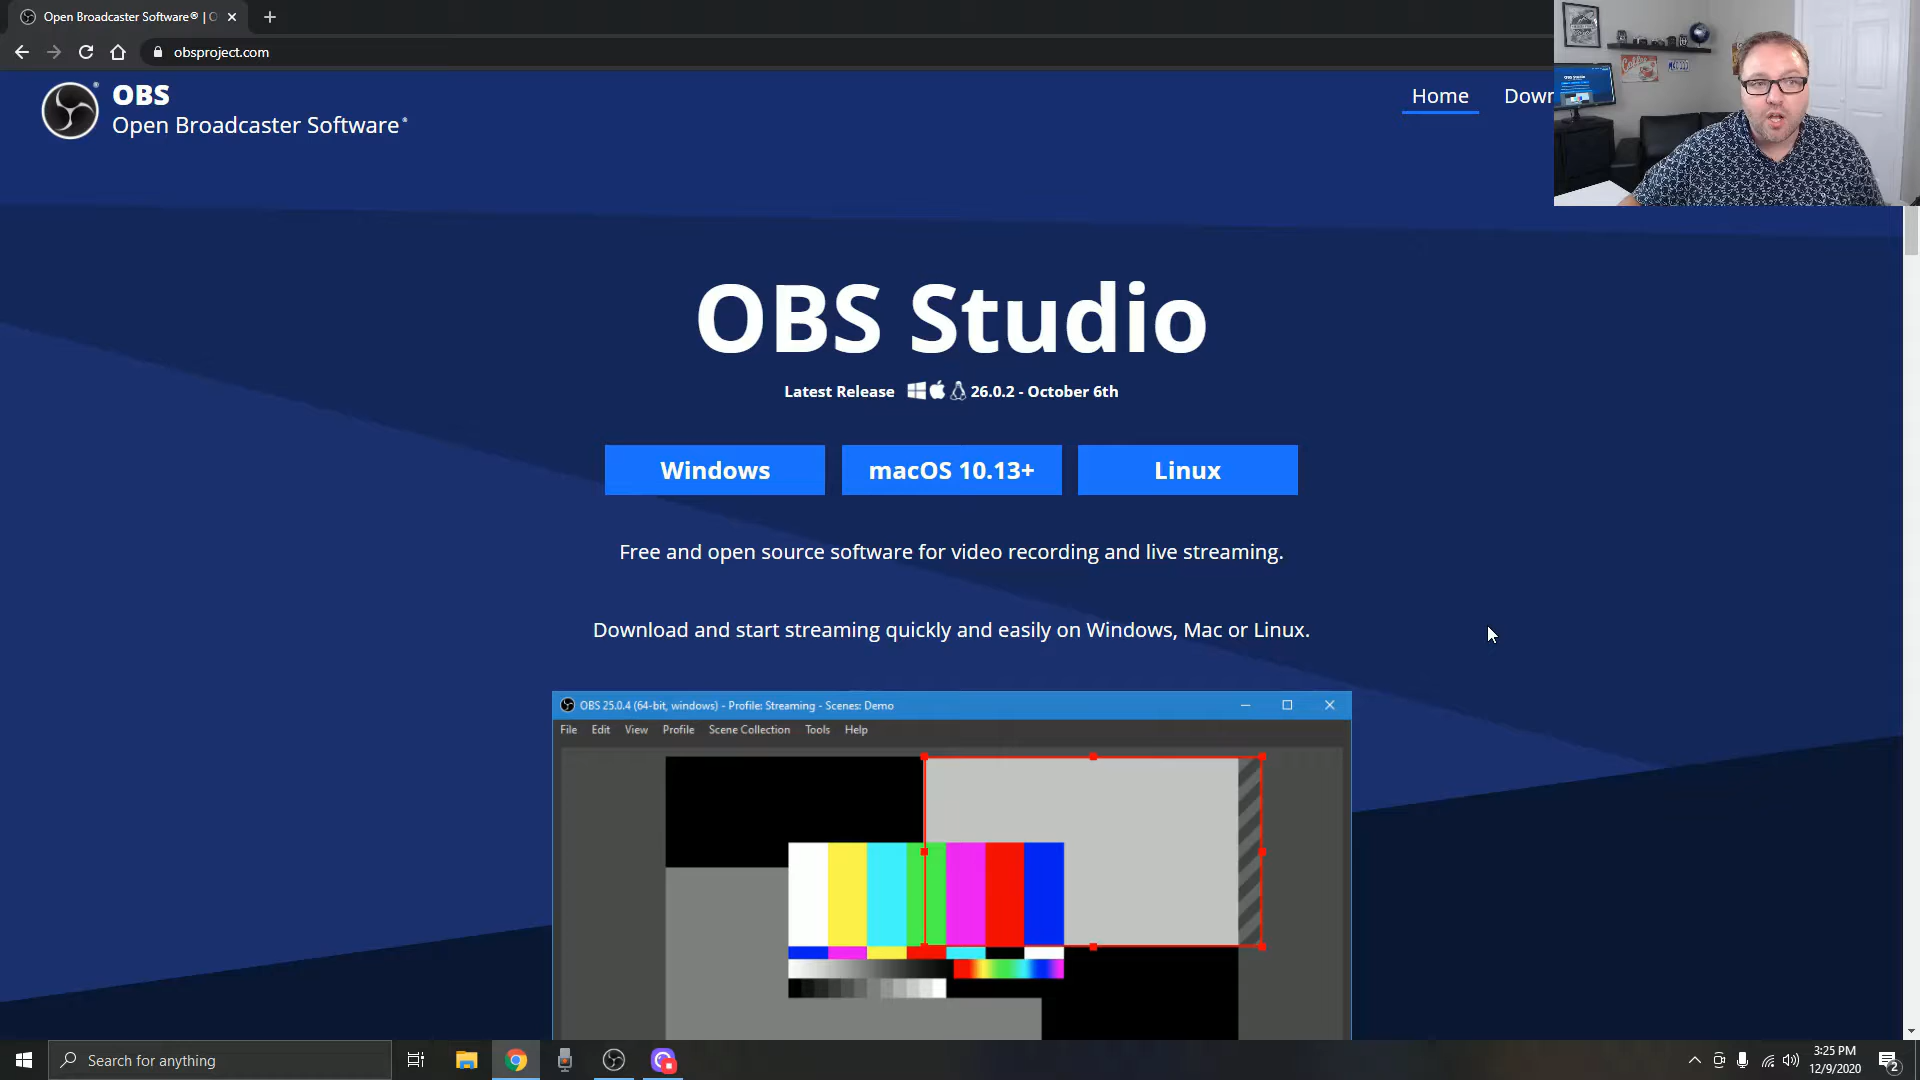 Open Broadcaster Software® | O
obsproject.com
OBS
Open Broadcaster Software®
Home
Down
OBS Studio
Latest Release 26.0.2 - October 6th
Windows
macOS 10.13+
Linux
Free and open source software for video recording and live streaming.
Download and start streaming quickly and easily on Windows, Mac or Linux.
OBS 25.0.4 (64-bit, windows) - Profile: Streaming - Scenes: Demo
File Edit View Profile Scene Collection Tools Help
Search for anything
3:25 PM
12/9/2020
2